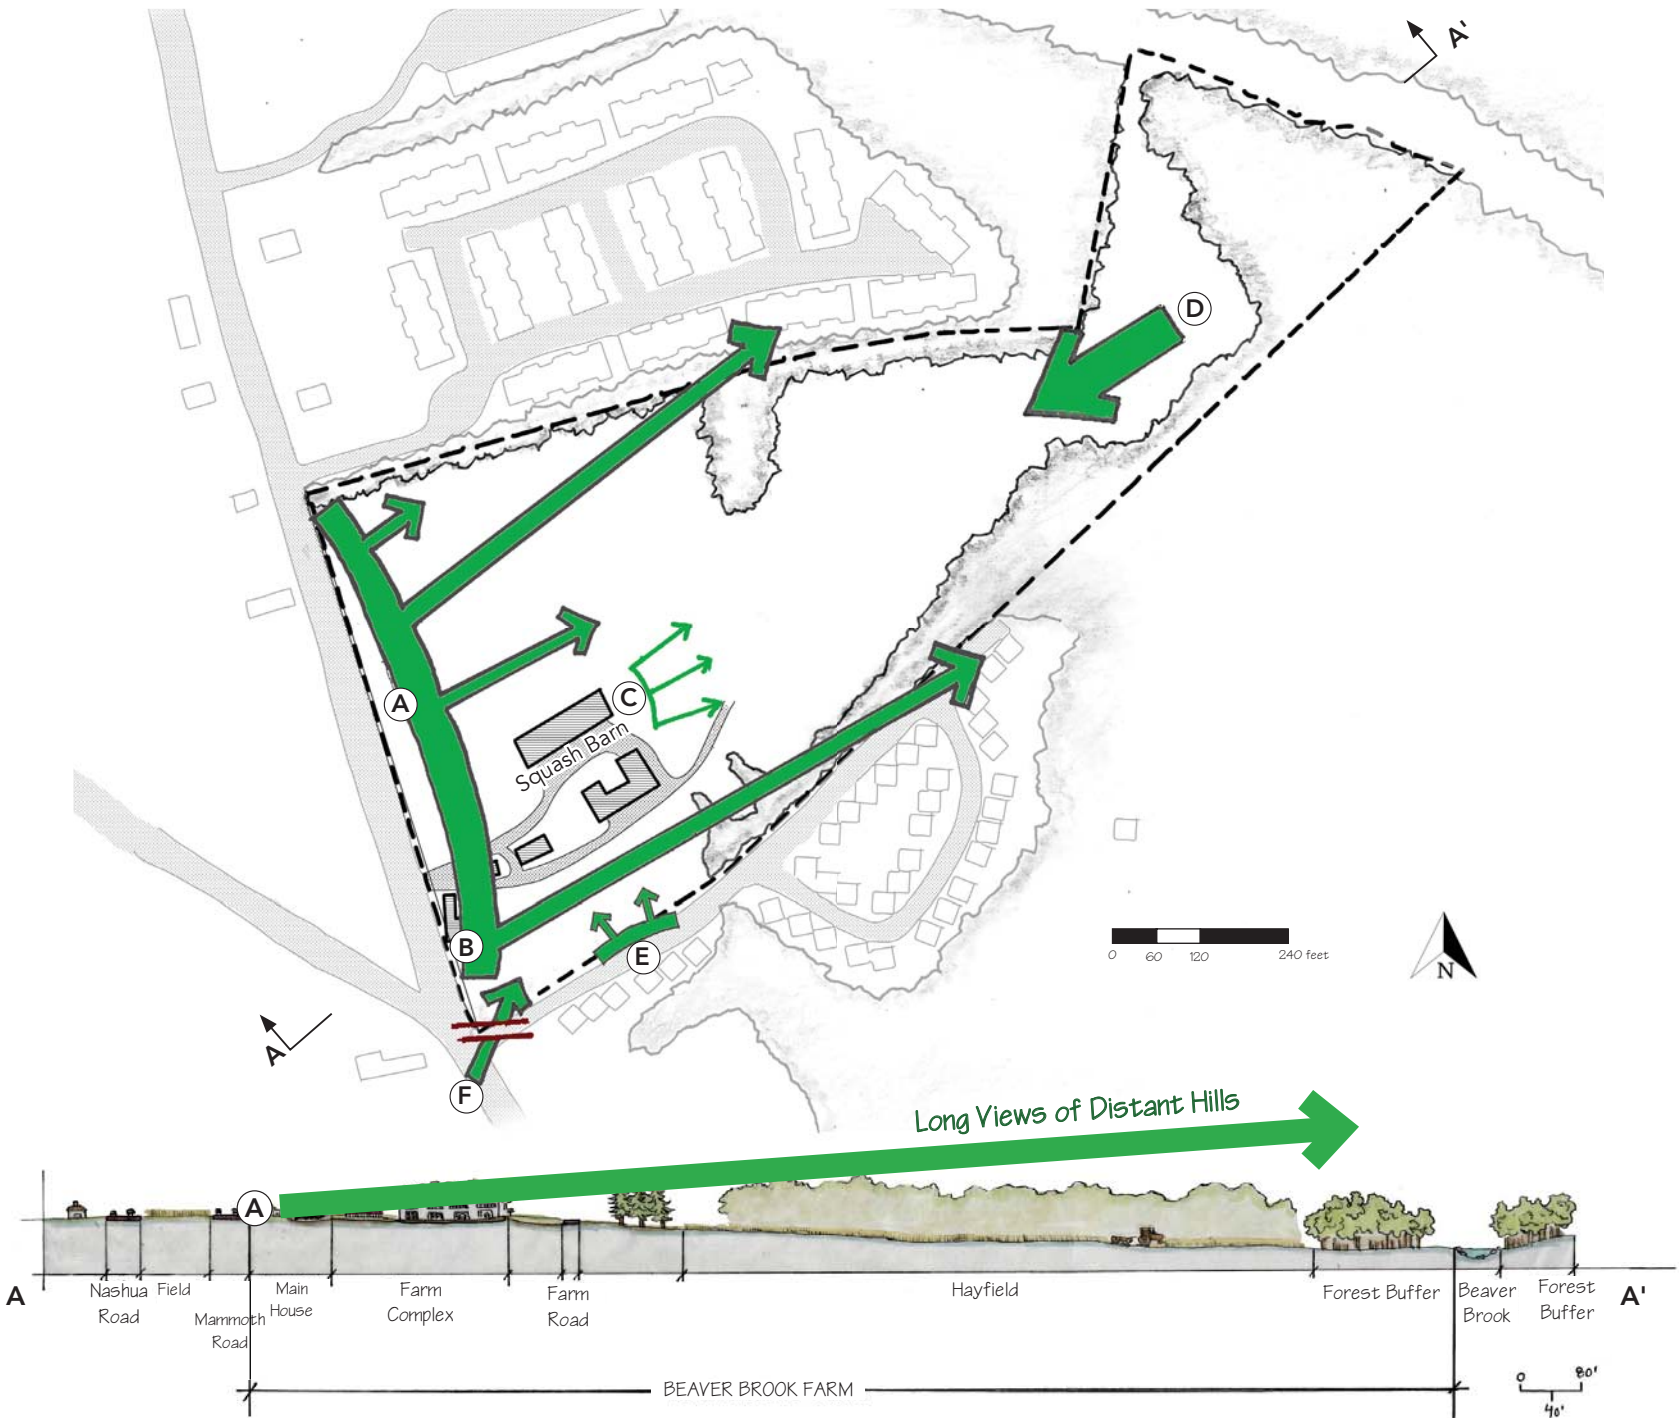 A'
D
A
C
Squash Barn
B
E
F
A
0 60 120 240 feet
N
Long Views of Distant Hills
A
A
Nashua
Road
Field
Mammoth
Road
Main
House
Farm
Complex
Farm
Road
Hayfield
Forest Buffer
Beaver
Brook
Forest
Buffer
A'
BEAVER BROOK FARM
0 80'
40'